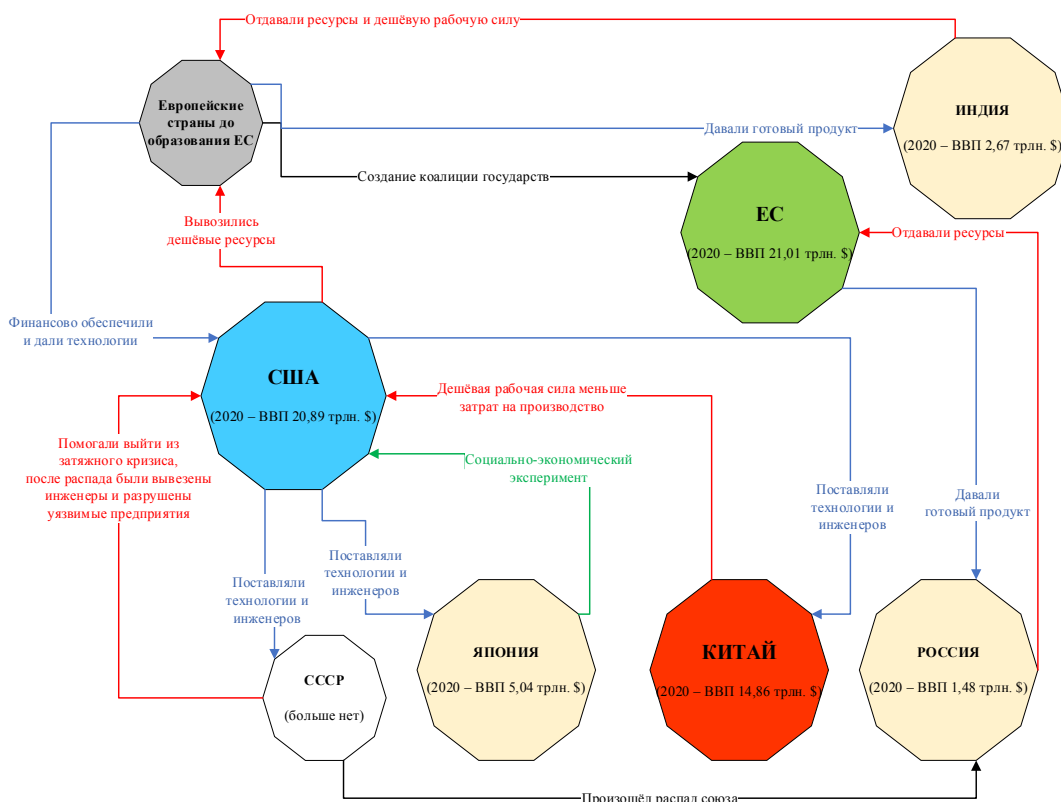 Отдавали ресурсы и дешёвую рабочую силу
Европейские
страны до
образования ЕС
ИНДИЯ
(2020 – ВВП 2,67 трлн. $)
Давали готовый продукт
Создание коалиции государств
ЕС
(2020 – ВВП 21,01 трлн. $)
Отдавали ресурсы
Вывозились
дешёвые ресурсы
Финансово обеспечили
и дали технологии
США
(2020 – ВВП 20,89 трлн. $)
Дешёвая рабочая сила меньше
затрат на производство
Помогали выйти из
затяжного кризиса,
после распада были вывезены
инженеры и разрушены
уязвимые предприятия
Социально-экономический
эксперимент
Поставляли
технологии и
инженеров
Давали
готовый продукт
Поставляли
технологии и
инженеров
Поставляли
технологии и
инженеров
СССР
(больше нет)
ЯПОНИЯ
(2020 – ВВП 5,04 трлн. $)
КИТАЙ
(2020 – ВВП 14,86 трлн. $)
РОССИЯ
(2020 – ВВП 1,48 трлн. $)
Произошёл распад союза